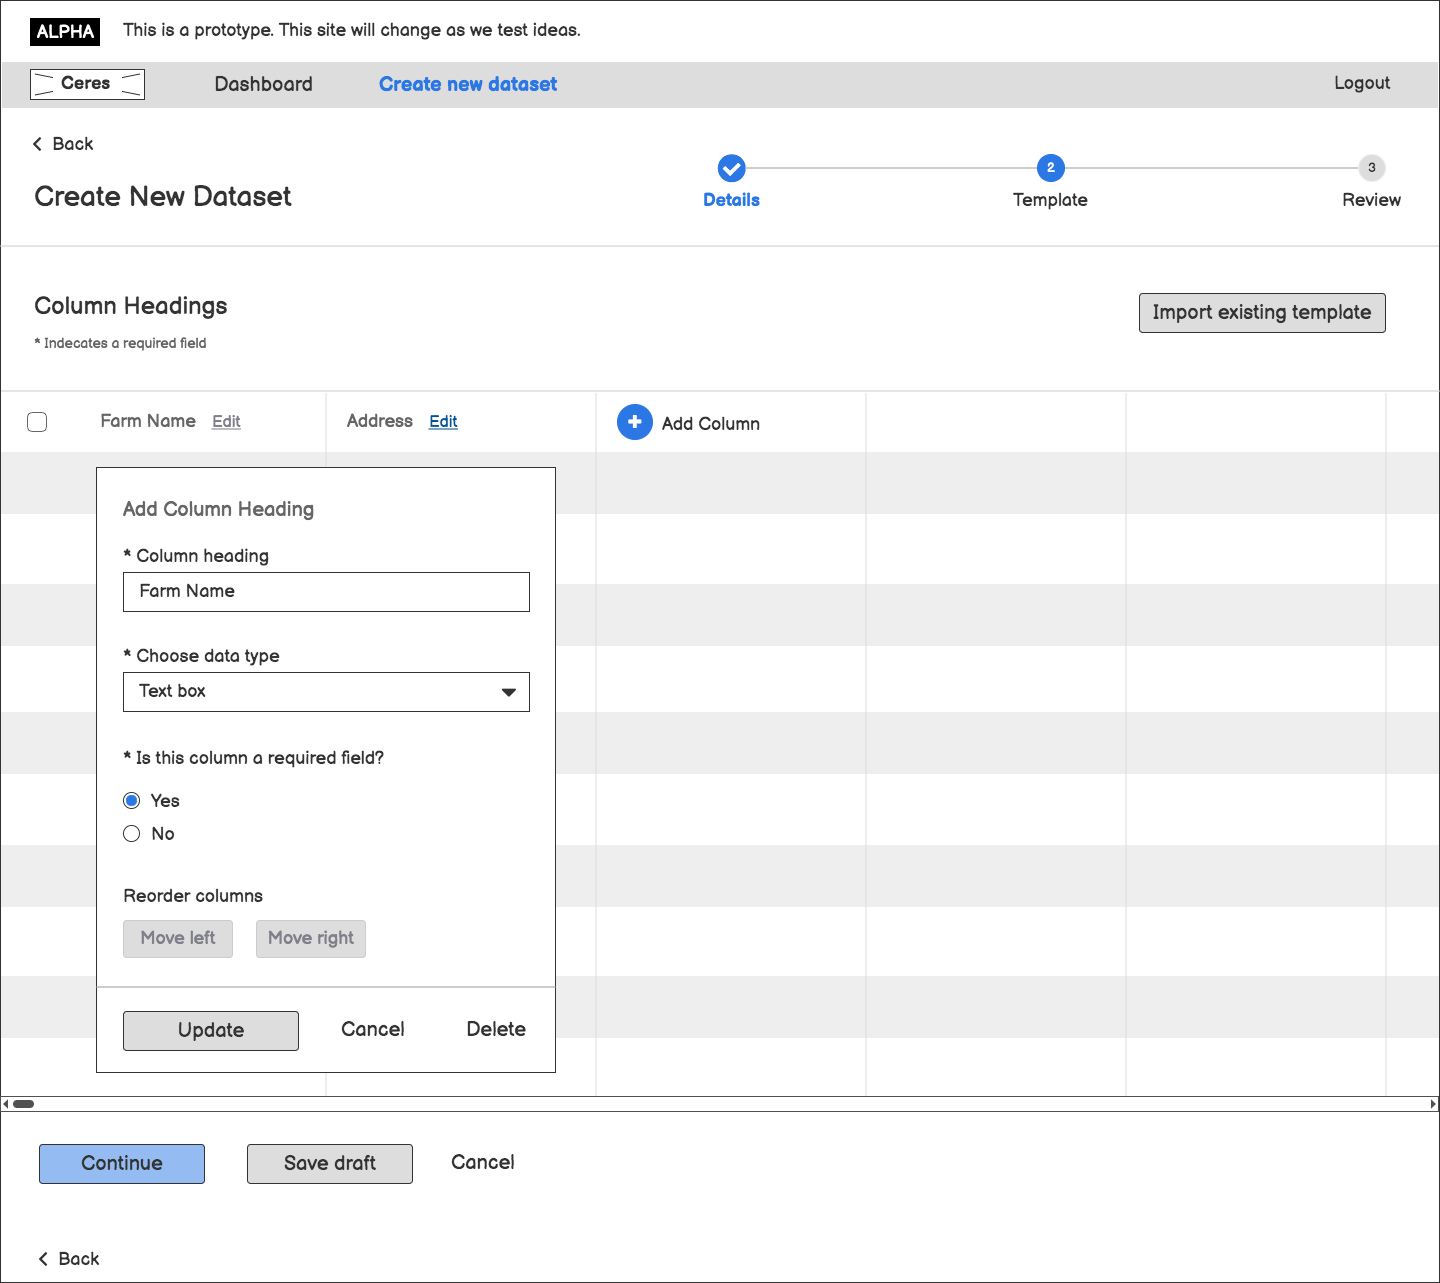 ALPHA This is a prototype. This site will change as we test ideas.
Ceres Dashboard Create new dataset Logout
Back
Create New Dataset
2 3
Details Template Review
Column Headings
Import existing template
* Indecates a required field
Farm Name Edit Address Edit Add Column
Add Column Heading
* Column heading
Farm Name
* Choose data type
Text box
* Is this column a required field?
Yes
No
Reorder columns
Move left Move right
Update Cancel Delete
Continue Save draft Cancel
Back